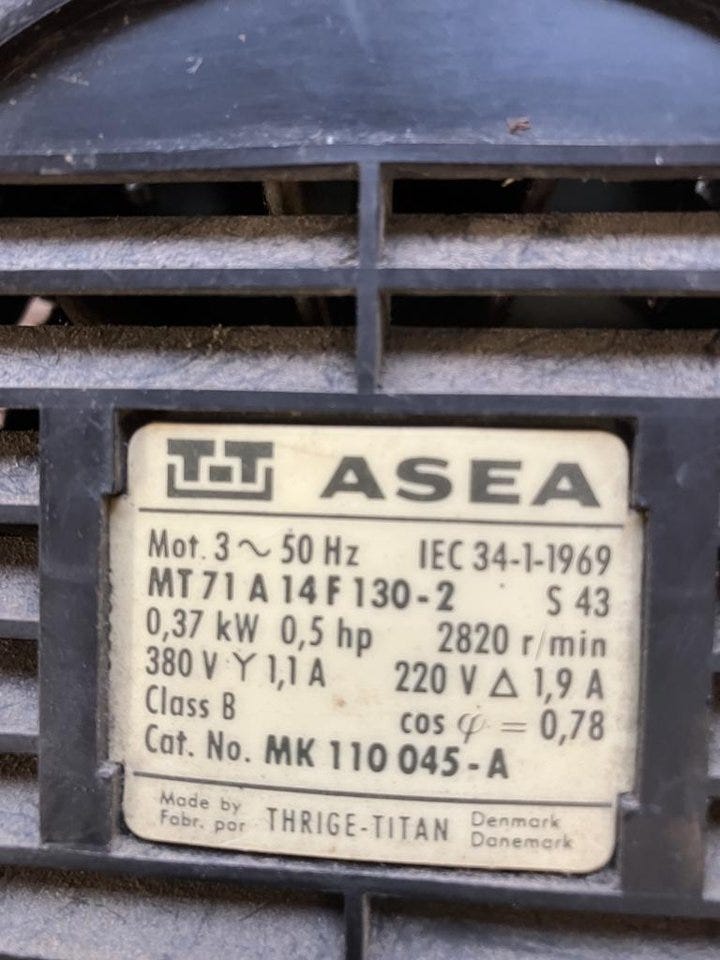 TT ASEA
Mot. 3 ~ 50 Hz IEC 34-1-1969
MT 71 A 14 F 130-2 S 43
0,37 kW 0,5 hp 2820 r/min
380 V Y 1,1 A 220 V Δ 1,9 A
Class B cos φ = 0,78
Cat. No. MK 110 045-A
Made by
Fabr. par THRIGE-TITAN Denmark
Danemark